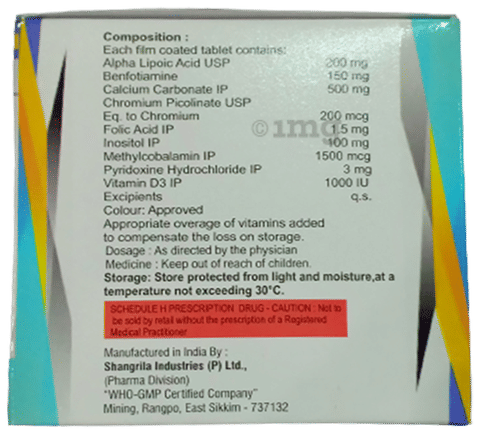 Composition :
Each film coated tablet contains:
Alpha Lipoic Acid USP 200 mg
Benfotiamine 150 mg
Calcium Carbonate IP 500 mg
Chromium Picolinate USP
Eq. to Chromium 200 mcg
Folic Acid IP 1.5 mg
Inositol IP 100 mg
Methylcobalamin IP 1500 mcg
Pyridoxine Hydrochloride IP 3 mg
Vitamin D3 IP 1000 IU
Excipients q.s.
Colour: Approved
Appropriate overage of vitamins added
to compensate the loss on storage.
Dosage : As directed by the physician
Medicine : Keep out of reach of children.
Storage: Store protected from light and moisture,at a
temperature not exceeding 30°C.
SCHEDULE H PRESCRIPTION DRUG - CAUTION : Not to
be sold by retail without the prescription of a Registered
Medical Practitioner
Manufactured in India By :
Shangrila Industries (P) Ltd.,
(Pharma Division)
"WHO-GMP Certified Company"
Mining, Rangpo, East Sikkim - 737132
© 1mg